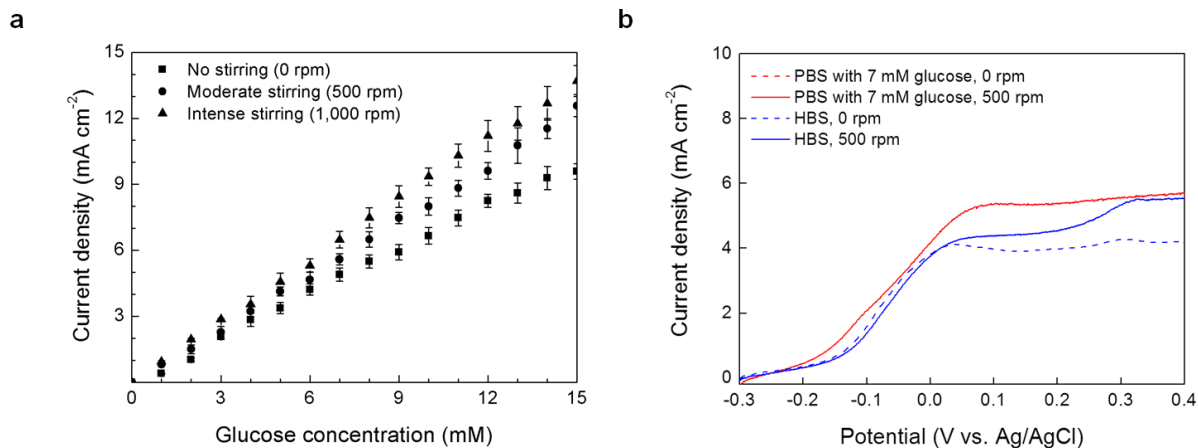 a
15
12
9
6
3
0
3
6
9
12
15
Current density (mA cm-2)
Glucose concentration (mM)
No stirring (0 rpm)
Moderate stirring (500 rpm)
Intense stirring (1,000 rpm)
b
10
8
6
4
2
0
-0.3
-0.2
-0.1
0.0
0.1
0.2
0.3
0.4
Current density (mA cm-2)
Potential (V vs. Ag/AgCl)
PBS with 7 mM glucose, 0 rpm
PBS with 7 mM glucose, 500 rpm
HBS, 0 rpm
HBS, 500 rpm